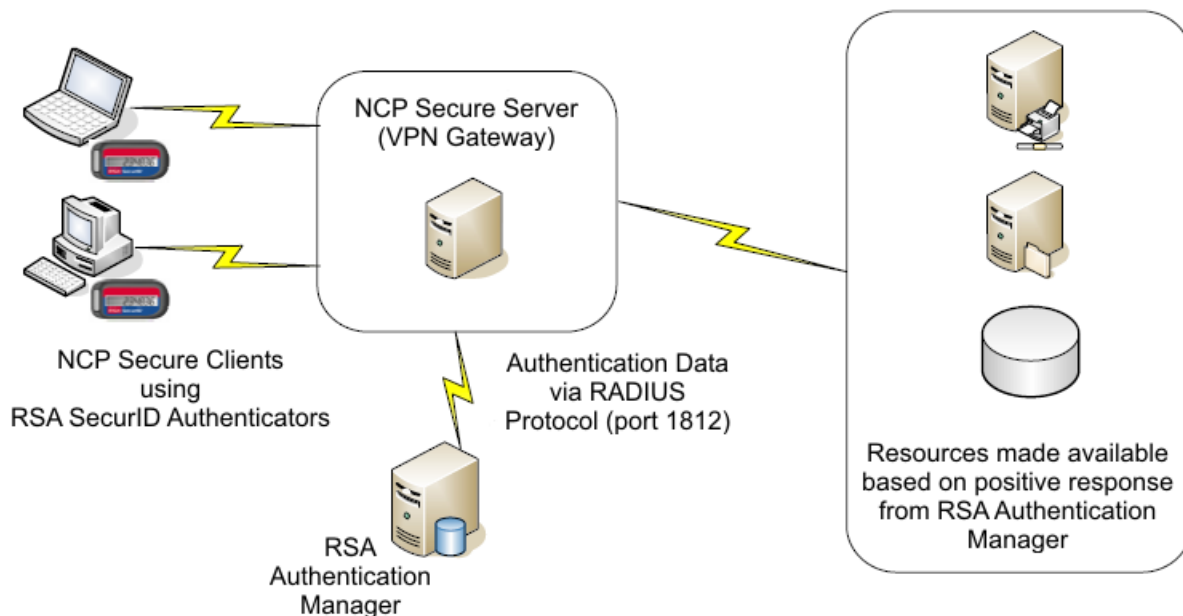 NCP Secure Server
(VPN Gateway)
NCP Secure Clients
using
RSA SecurID Authenticators
Authentication Data
via RADIUS
Protocol (port 1812)
RSA
Authentication
Manager
Resources made available
based on positive response
from RSA Authentication
Manager